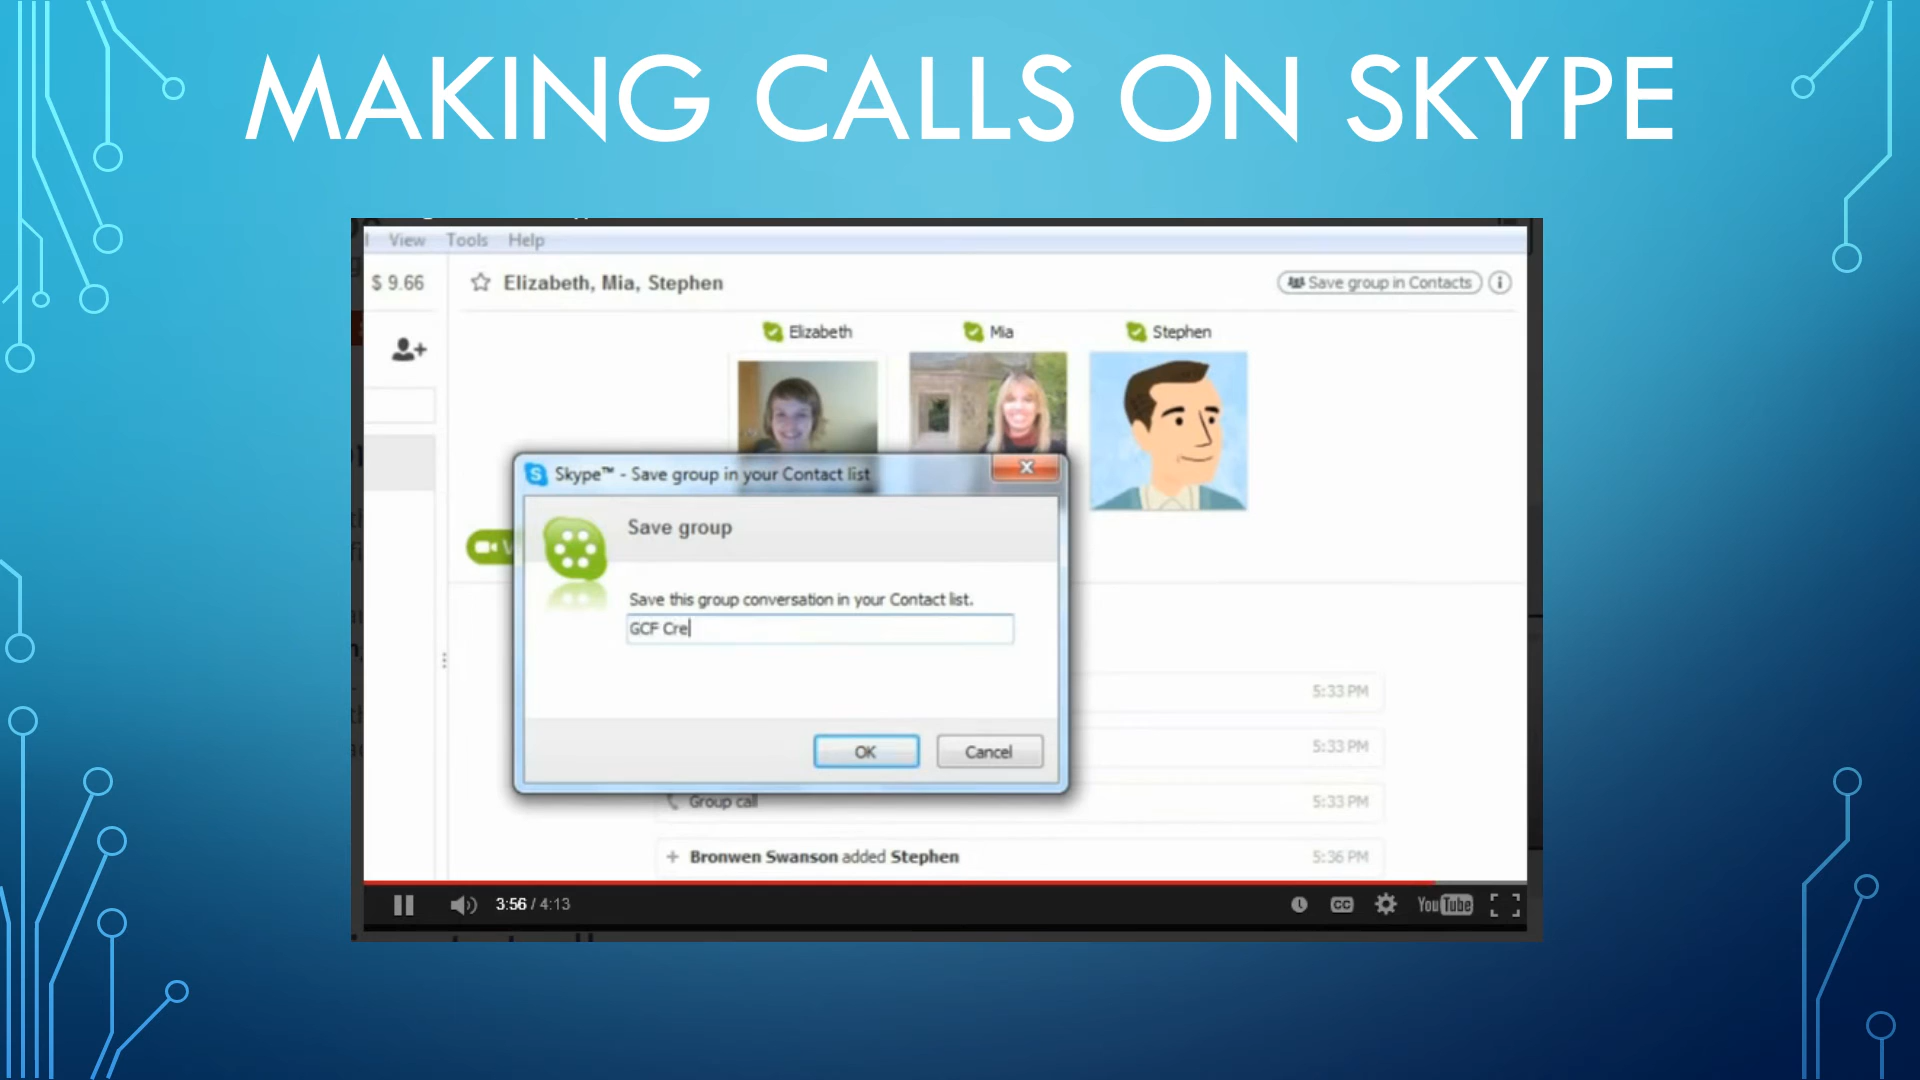 MAKING CALLS ON SKYPE
View Tools Help
$ 9.66
Elizabeth, Mia, Stephen
Save group in Contacts
Elizabeth
Mia
Stephen
Skype™ - Save group in your Contact list
Save group
Save this group conversation in your Contact list.
GCF Cre
OK
Cancel
5:33 PM
5:33 PM
Group call
5:33 PM
Bronwen Swanson added Stephen
5:36 PM
3:56 / 4:13
CC
YouTube